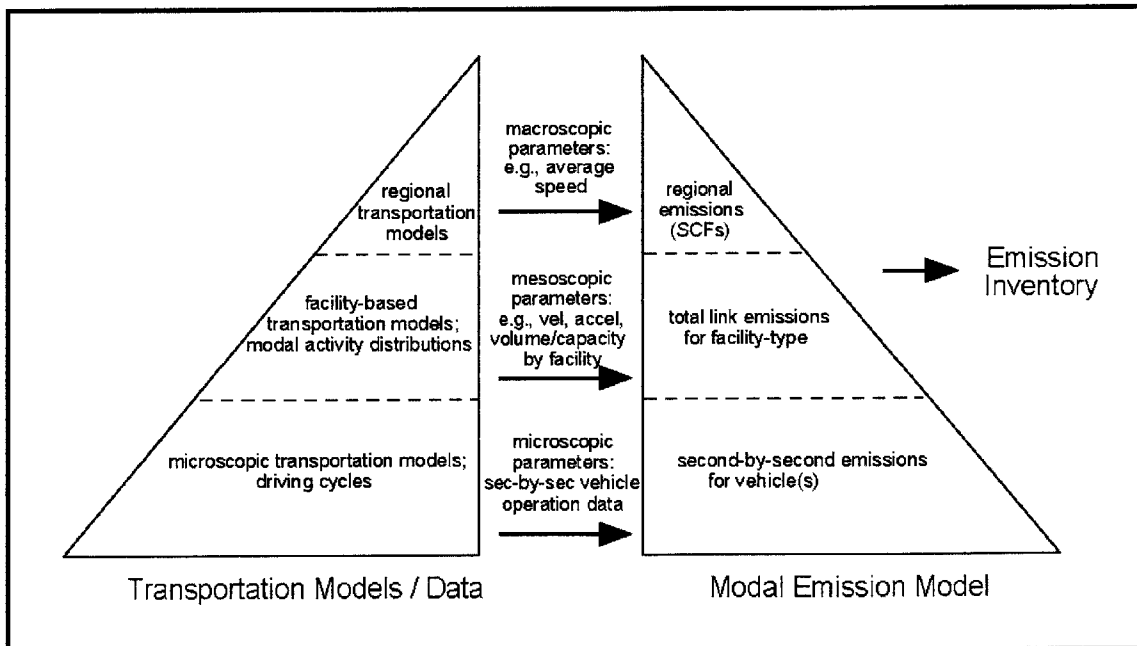 macroscopic
parameters:
e.g., average
speed
regional
transportation
models
regional
emissions
(SCFs)
Emission
Inventory
mesoscopic
parameters:
e.g., vel, accel,
volume/capacity
by facility
facility-based
transportation models;
modal activity distributions
total link emissions
for facility-type
microscopic
parameters:
sec-by-sec vehicle
operation data
microscopic transportation models;
driving cycles
second-by-second emissions
for vehicle(s)
Transportation Models / Data
Modal Emission Model